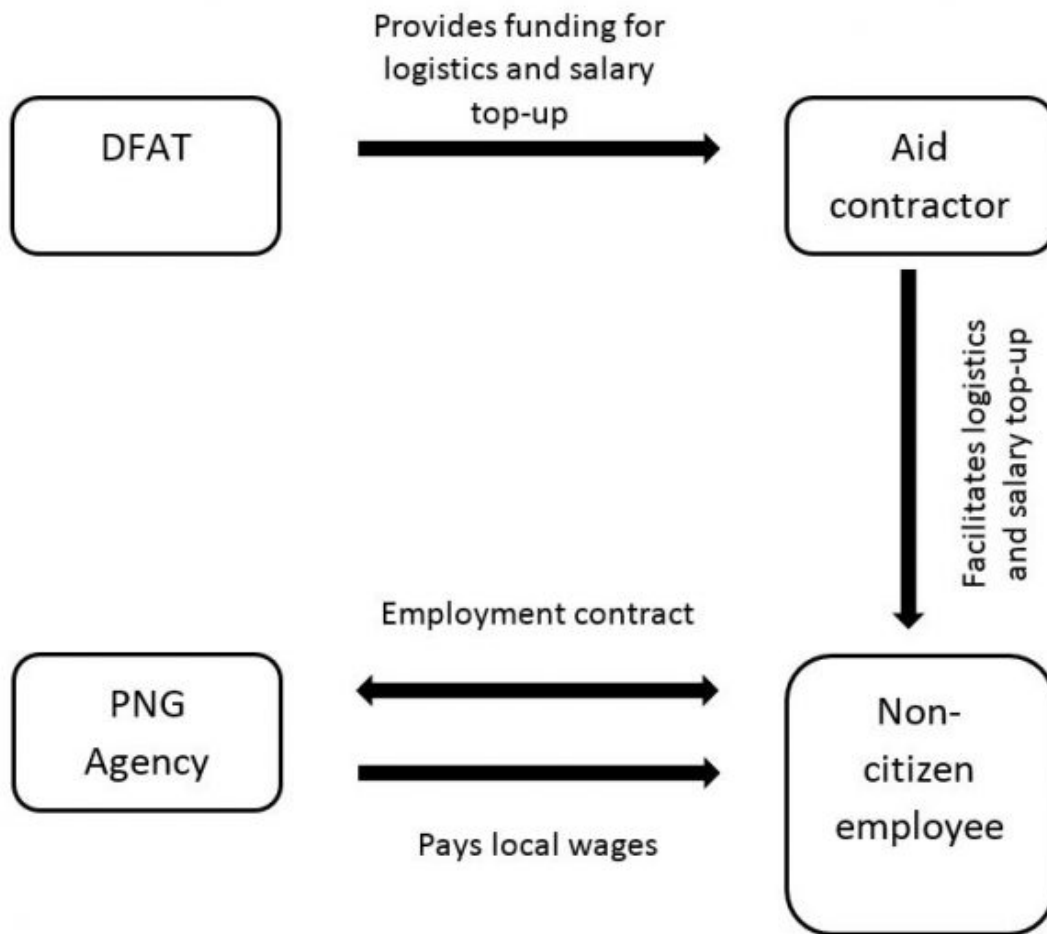 Provides funding for
logistics and salary
top-up
DFAT
Aid
contractor
Facilitates logistics
and salary top-up
Employment contract
PNG
Agency
Non-
citizen
employee
Pays local wages